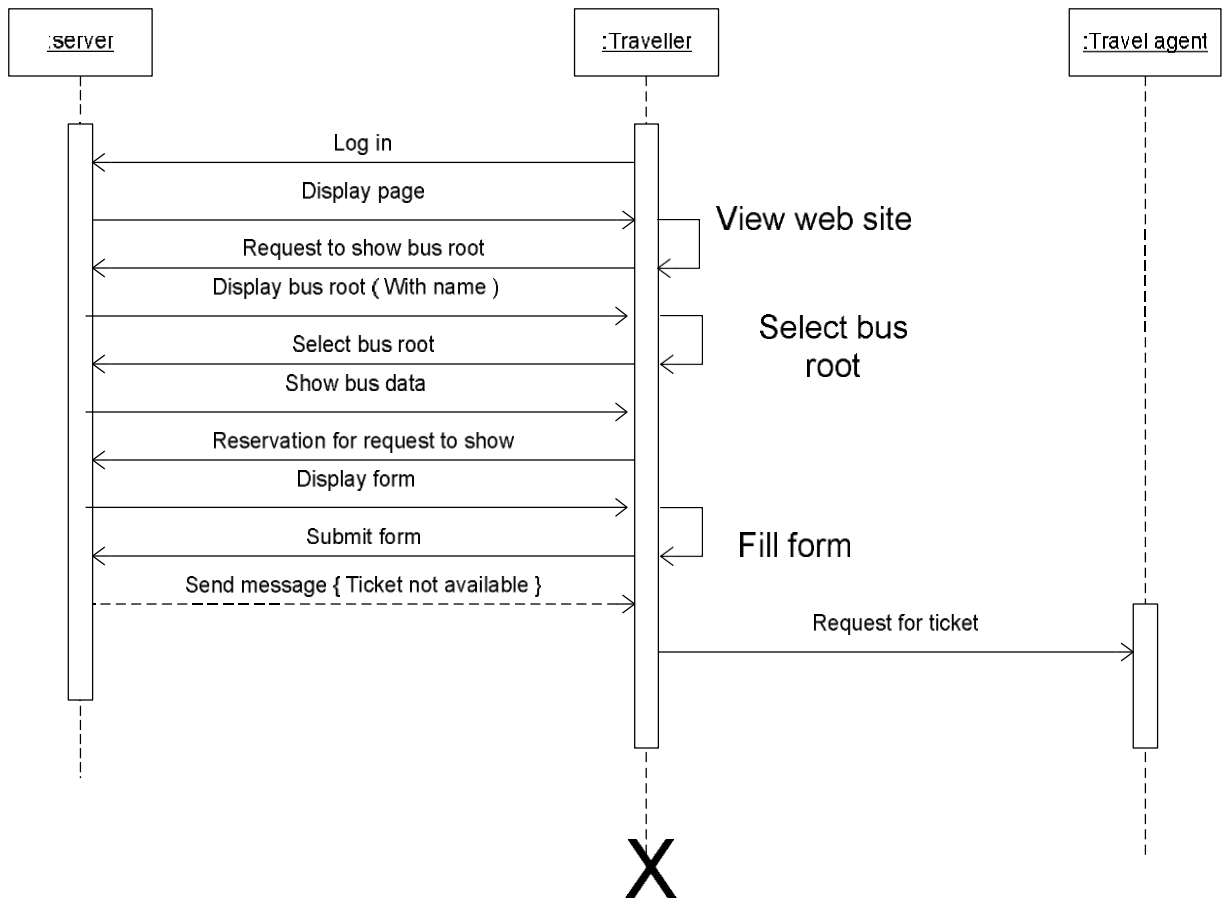 :server
:Traveller
:Travel agent
Log in
Display page
View web site
Request to show bus root
Display bus root ( With name )
Select bus
root
Select bus root
Show bus data
Reservation for request to show
Display form
Submit form
Fill form
Send message { Ticket not available }
Request for ticket
X